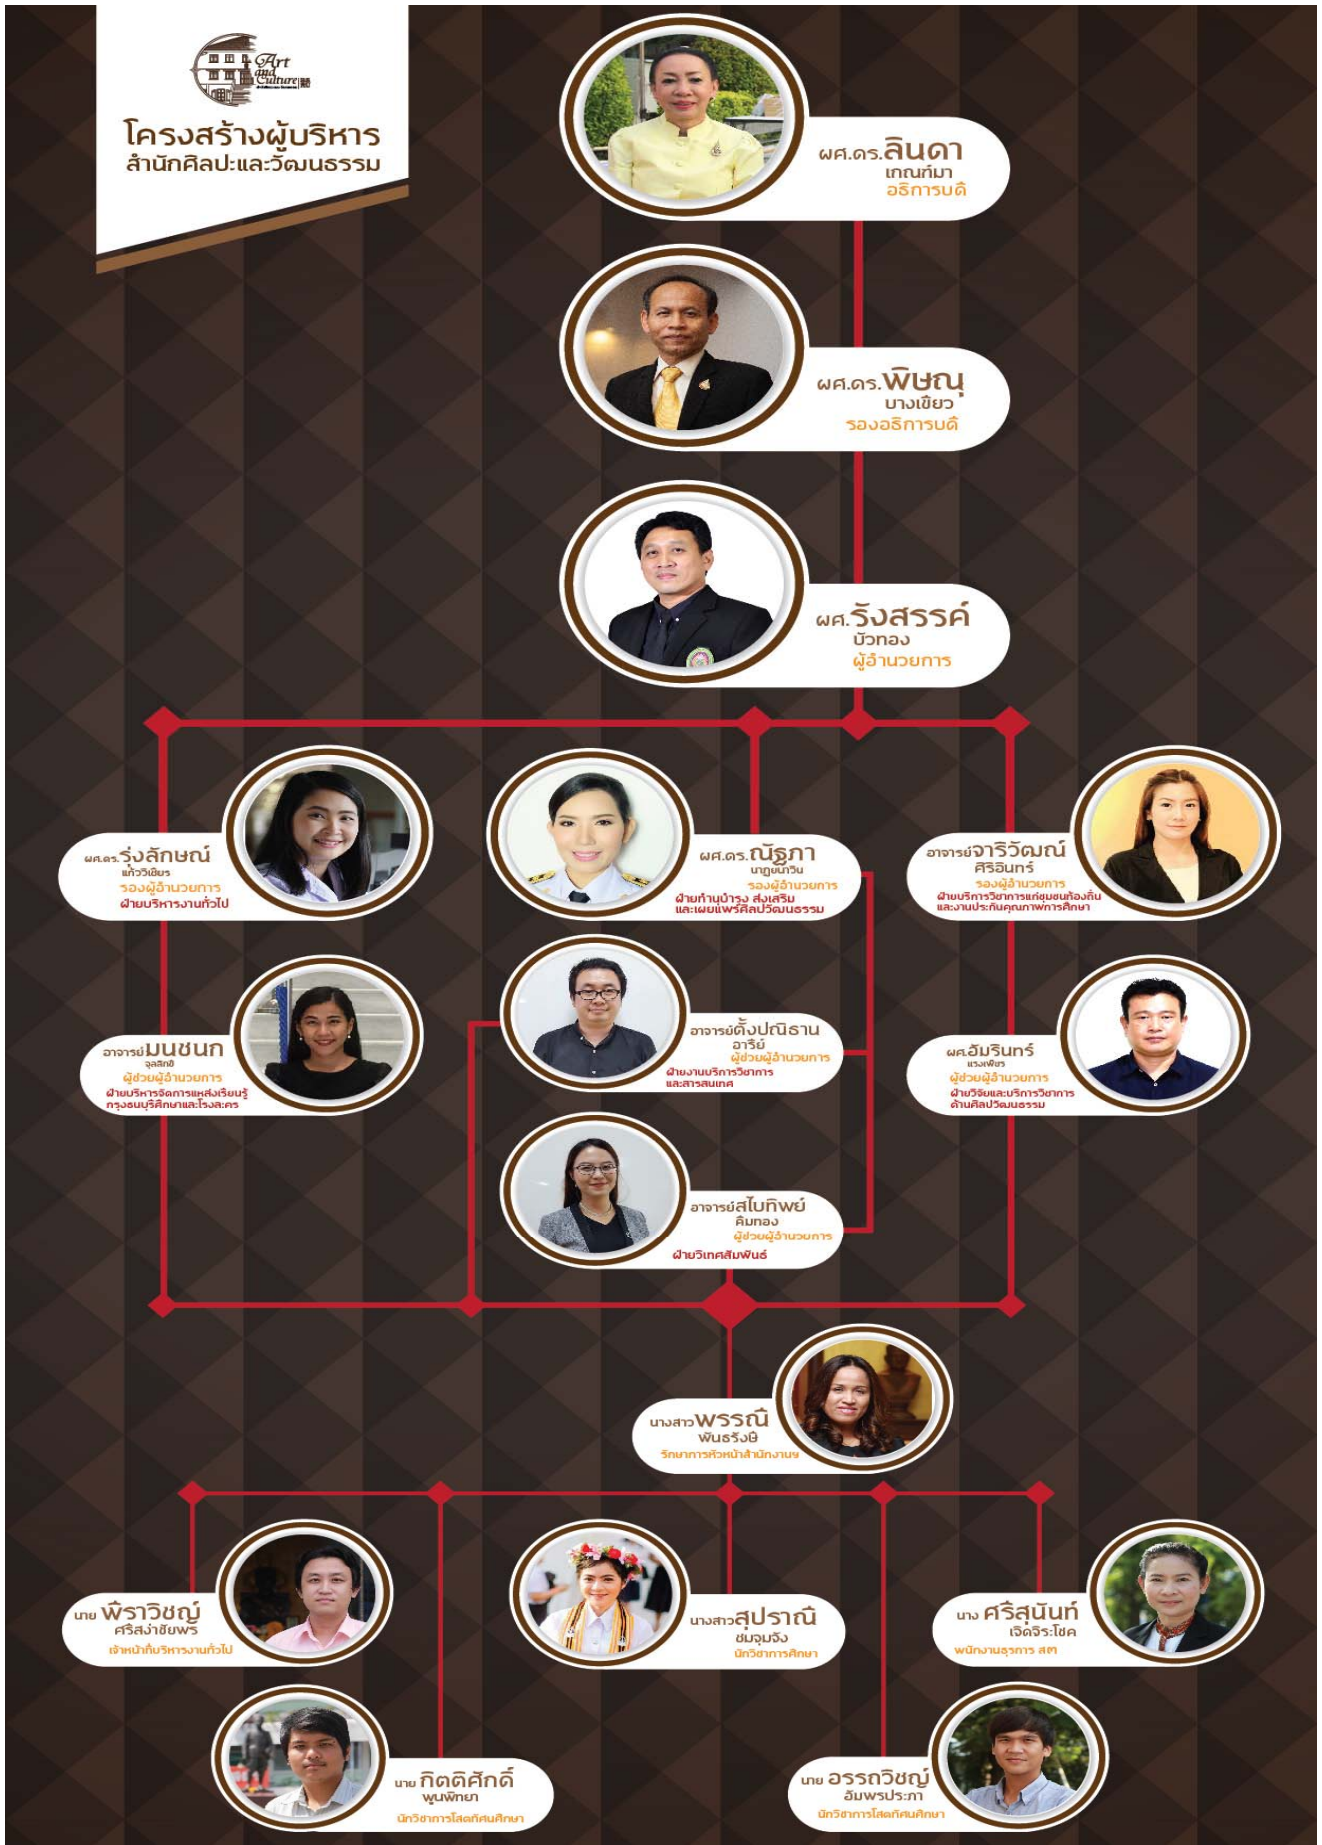 Art
and
Culture
โครงสร้างผู้บริหาร
สำนักศิลปะและวัฒนธรรม
ผศ.ดร.ลินดา
เกณฑ์มา
อธิการบดี
ผศ.ดร.พิษณุ
บางเขียว
รองอธิการบดี
ผศ.รังสรรค์
บัวทอง
ผู้อำนวยการ
ผศ.ดร.รุ่งลักษณ์
แก้ววิเชียร
รองผู้อำนวยการ
ฝ่ายบริหารงานทั่วไป
ผศ.ดร.ณัฐภา
นาฏยนาวิน
รองผู้อำนวยการ
ฝ่ายทำนุบำรุง ส่งเสริม
และเผยแพร่ศิลปวัฒนธรรม
อาจารย์จาริวัฒณ์
ศิริอินทร์
รองผู้อำนวยการ
ฝ่ายบริการวิชาการแก่ชุมชนท้องถิ่น
และงานประกันคุณภาพการศึกษา
อาจารย์มนชนก
จุลสิกขี
ผู้ช่วยผู้อำนวยการ
ฝ่ายบริหารจัดการแหล่งเรียนรู้
กรุงธนบุรีศึกษาและโรงละคร
อาจารย์ตั้งปณิธาน
อารีย์
ผู้ช่วยผู้อำนวยการ
ฝ่ายงานบริการวิชาการ
และสารสนเทศ
ผศ.อัมรินทร์
แรงเพ็ชร
ผู้ช่วยผู้อำนวยการ
ฝ่ายวิจัยและบริการวิชาการ
ด้านศิลปวัฒนธรรม
อาจารย์สไบทิพย์
คิมทอง
ผู้ช่วยผู้อำนวยการ
ฝ่ายวิเทศสัมพันธ์
นางสาวพรรณี
พันธรังษี
รักษาการหัวหน้าสำนักงานฯ
นาย พีราวิชญ์
ศรีสง่าชัยพร
เจ้าหน้าที่บริหารงานทั่วไป
นางสาวสุปราณี
ชมจุมจัง
นักวิชาการศึกษา
นาง ศรีสุนันท์
เจิดจิระโชค
พนักงานธุรการ ส๓
นาย กิตติศักดิ์
พูนพิทยา
นักวิชาการโสตทัศนศึกษา
นาย อรรถวิชญ์
อัมพรประภา
นักวิชาการโสตทัศนศึกษา